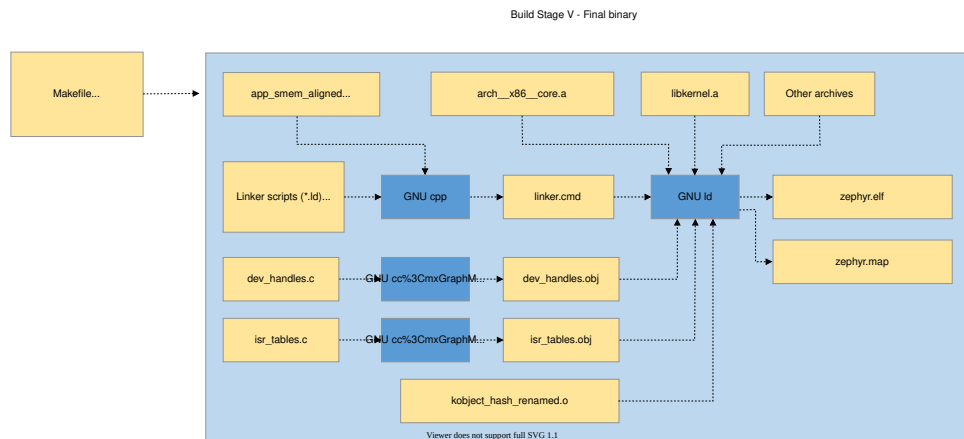 Build Stage V - Final binary
Makefile...
app_smem_aligned...
arch__x86__core.a
libkernel.a
Other archives
Linker scripts (*.ld)...
GNU cpp
linker.cmd
GNU ld
zephyr.elf
zephyr.map
dev_handles.c
GNU cc%3CmxGraphM...
dev_handles.obj
isr_tables.c
GNU cc%3CmxGraphM...
isr_tables.obj
kobject_hash_renamed.o
Viewer does not support full SVG 1.1